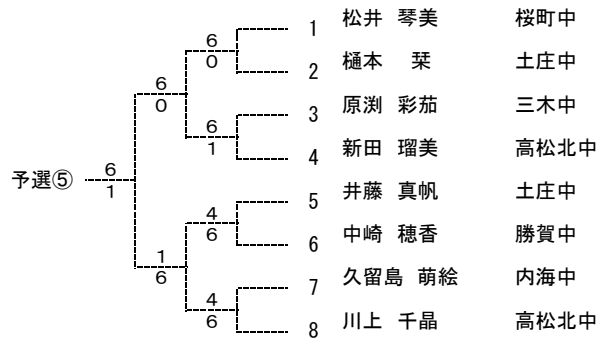 1 松井 琴美 桜町中
6
0
2 樋本 栞 土庄中
6
0
3 原渕 彩茄 三木中
6
1
4 新田 瑠美 高松北中
予選⑤
6
1
5 井藤 真帆 土庄中
4
6
6 中崎 穂香 勝賀中
1
6
7 久留島 萌絵 内海中
4
6
8 川上 千晶 高松北中